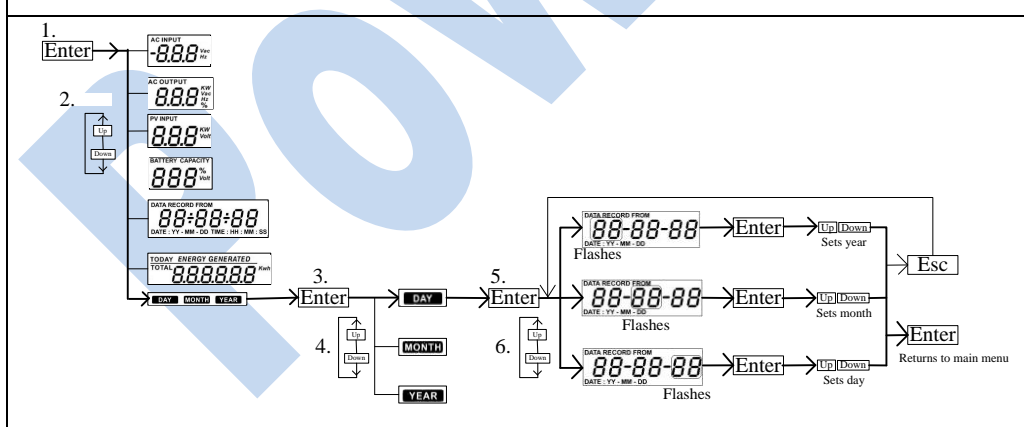 1.
Enter
AC INPUT
-8.8.8 Vac Hz
AC OUTPUT
8.8.8 KW Vac Hz %
2.
PV INPUT
8.8.8 KW Volt
Up
Down
BATTERY CAPACITY
888 % Volt
DATA RECORD FROM
88:88:88
DATE : YY - MM - DD TIME : HH : MM : SS
TODAY ENERGY GENERATED
TOTAL 8.8.8.8.8.8 Kwh
DAY MONTH YEAR
3.
Enter
4.
Up
Down
DAY
MONTH
YEAR
5.
Enter
6.
Up
Down
DATA RECORD FROM
88-88-88
DATE : YY - MM - DD
Flashes
Enter
Up Down
Sets year
DATA RECORD FROM
88-88-88
DATE : YY - MM - DD
Flashes
Enter
Up Down
Sets month
DATA RECORD FROM
88-88-88
DATE : YY - MM - DD
Flashes
Enter
Up Down
Sets day
Esc
Enter
Returns to main menu